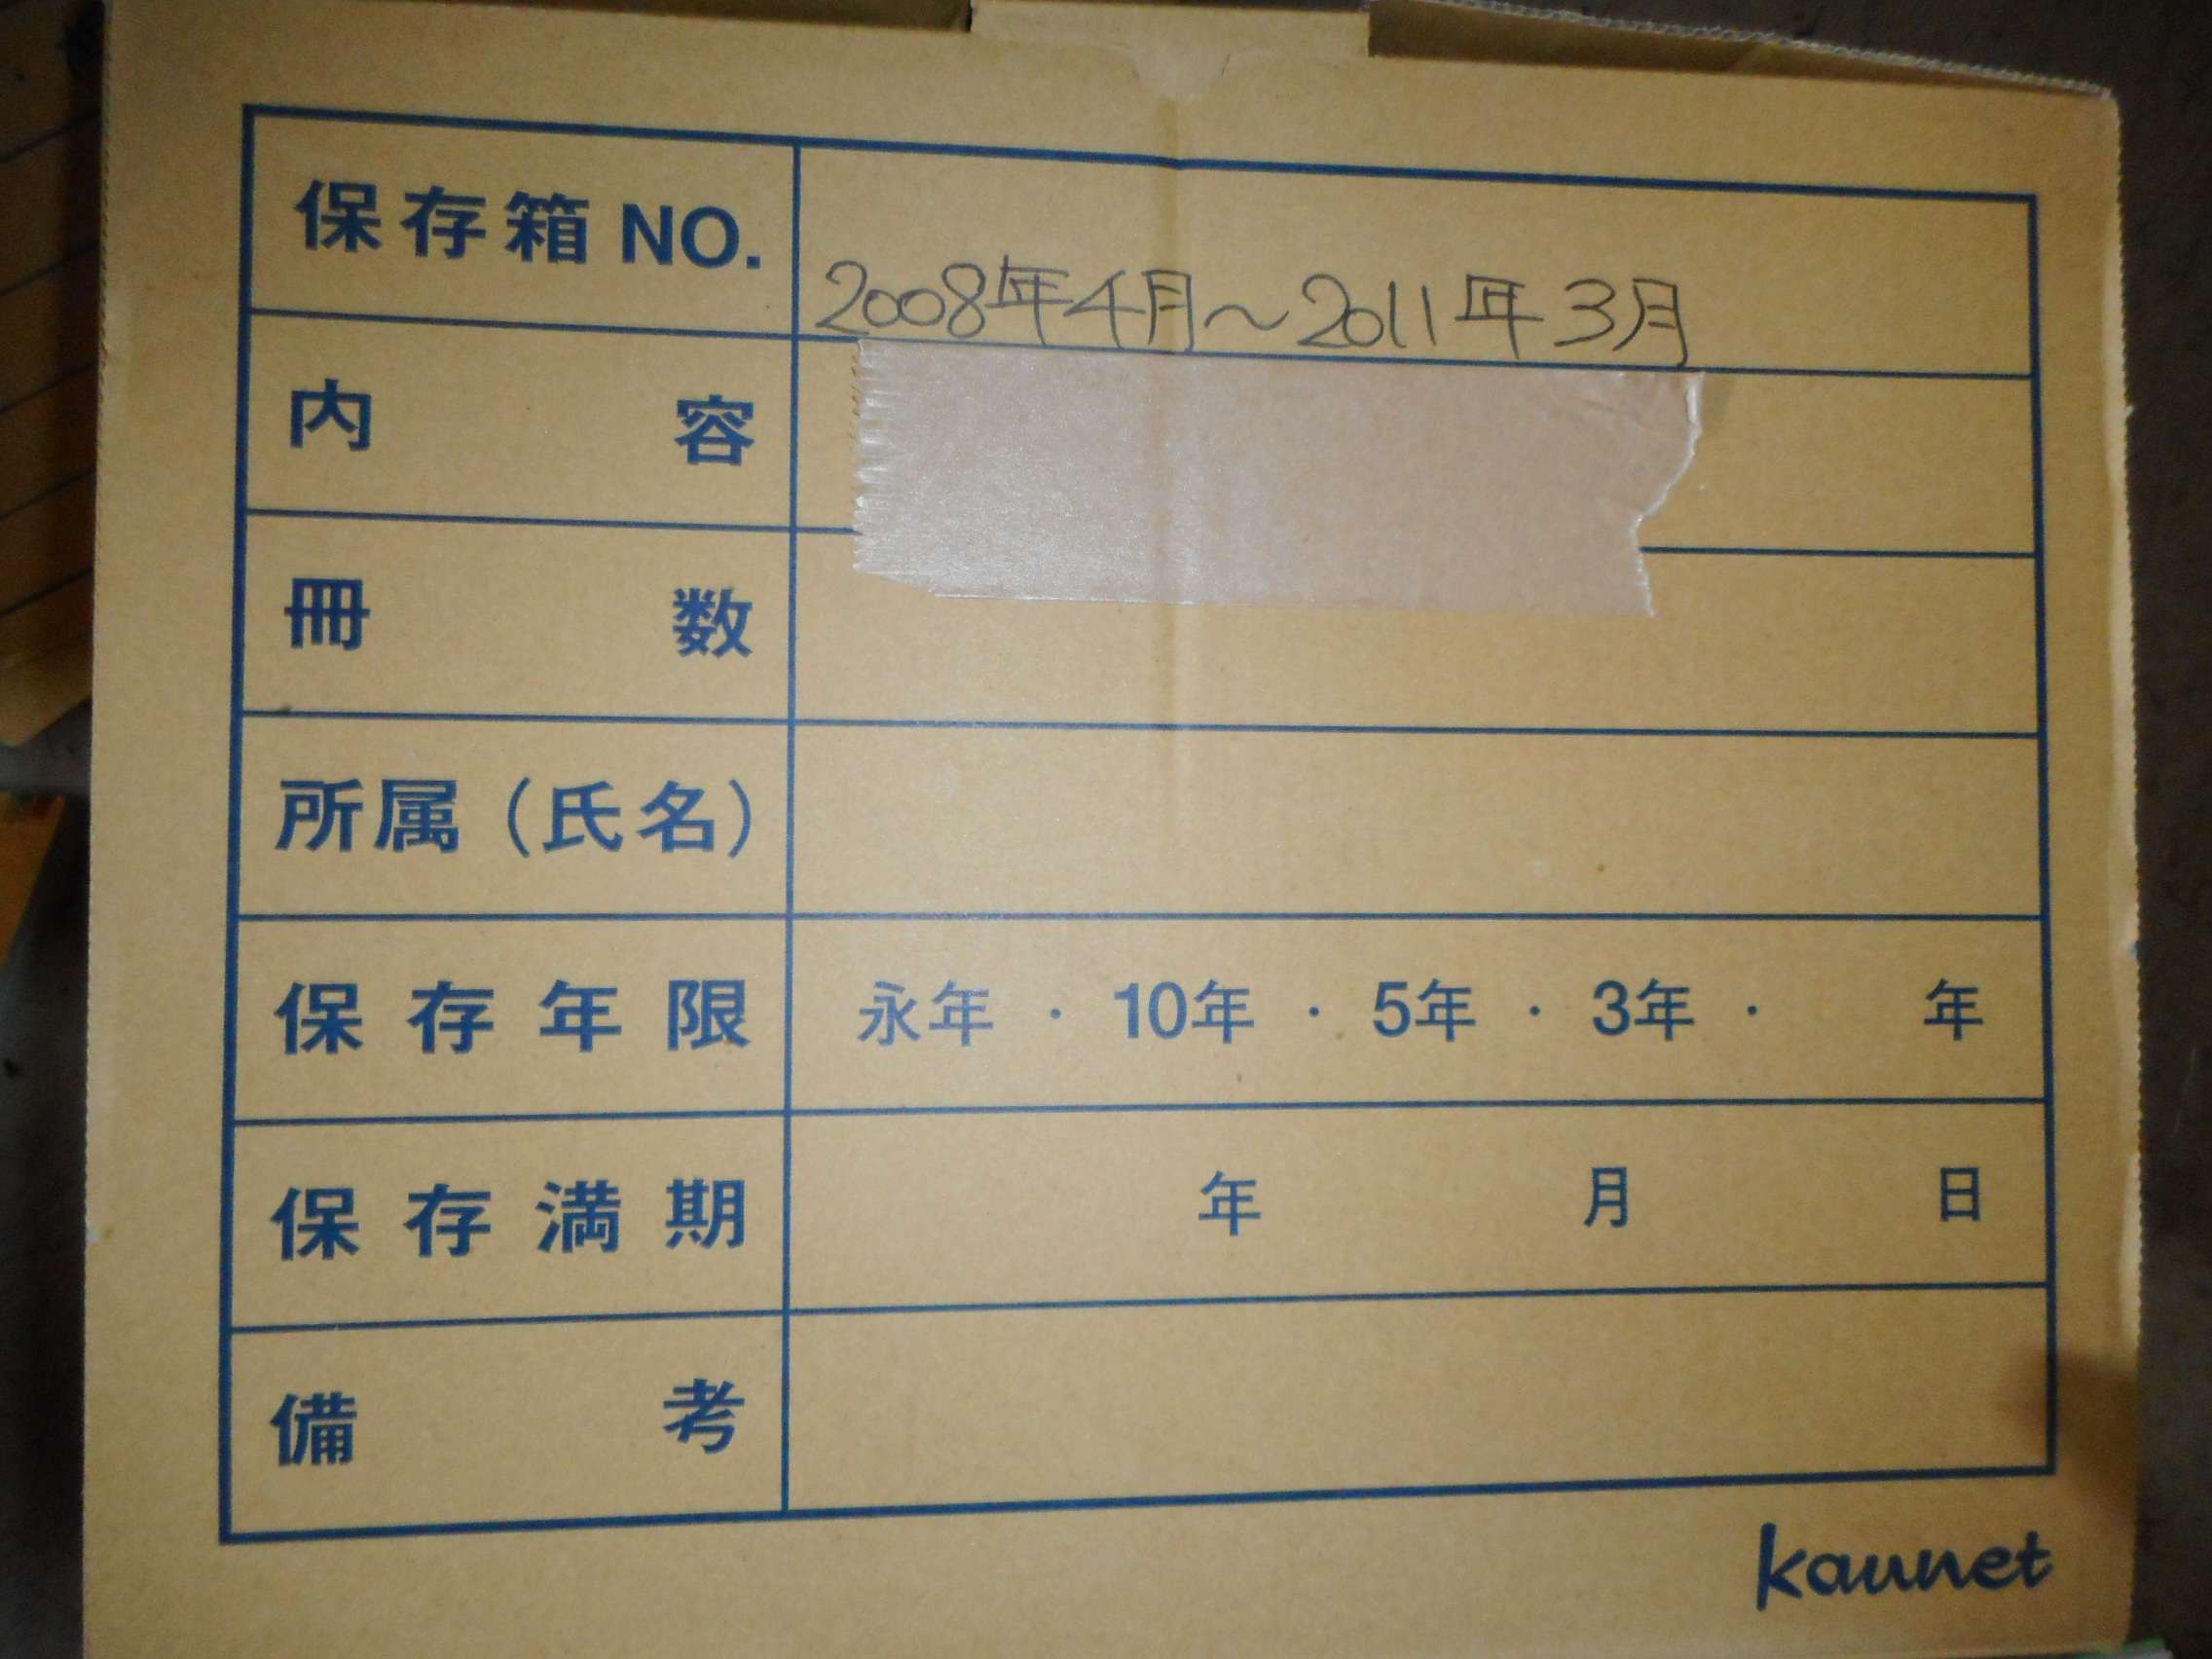 保存箱 NO. 2008年4月～2011年3月
内容
冊数
所属（氏名）
保存年限 永年 ・ 10年 ・ 5年 ・ 3年 ・ 年
保存満期 年 月 日
備考
kaunet